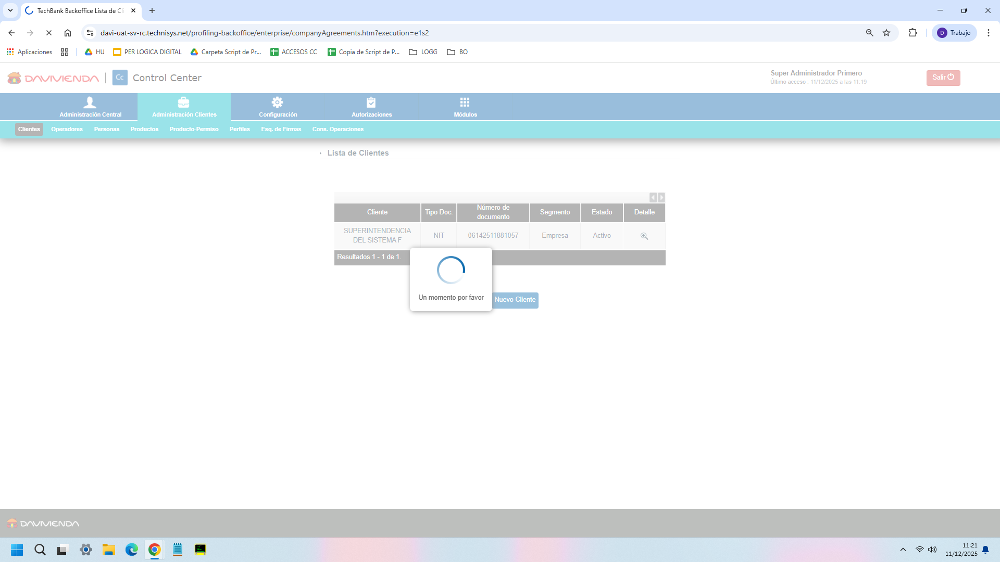 TechBank Backoffice Lista de Cli
davi-uat-sv-rc.technisys.net/profiling-backoffice/enterprise/companyAgreements.htm?execution=e1s2
D Trabajo
Aplicaciones HU PER LOGICA DIGITAL Carpeta Script de Pr... ACCESOS CC Copia de Script de P... LOGG BO
DAVIVIENDA Cc Control Center
Super Administrador Primero
Último acceso : 11/12/2025 a las 11:19
Salir
Administración Central Administración Clientes Configuración Autorizaciones Módulos
Clientes Operadores Personas Productos Producto-Permiso Perfiles Esq. de Firmas Cons. Operaciones
Lista de Clientes
Cliente Tipo Doc. Número de documento Segmento Estado Detalle
SUPERINTENDENCIA DEL SISTEMA F NIT 06142511881057 Empresa Activo
Resultados 1 - 1 de 1.
Un momento por favor
Nuevo Cliente
DAVIVIENDA
11:21
11/12/2025